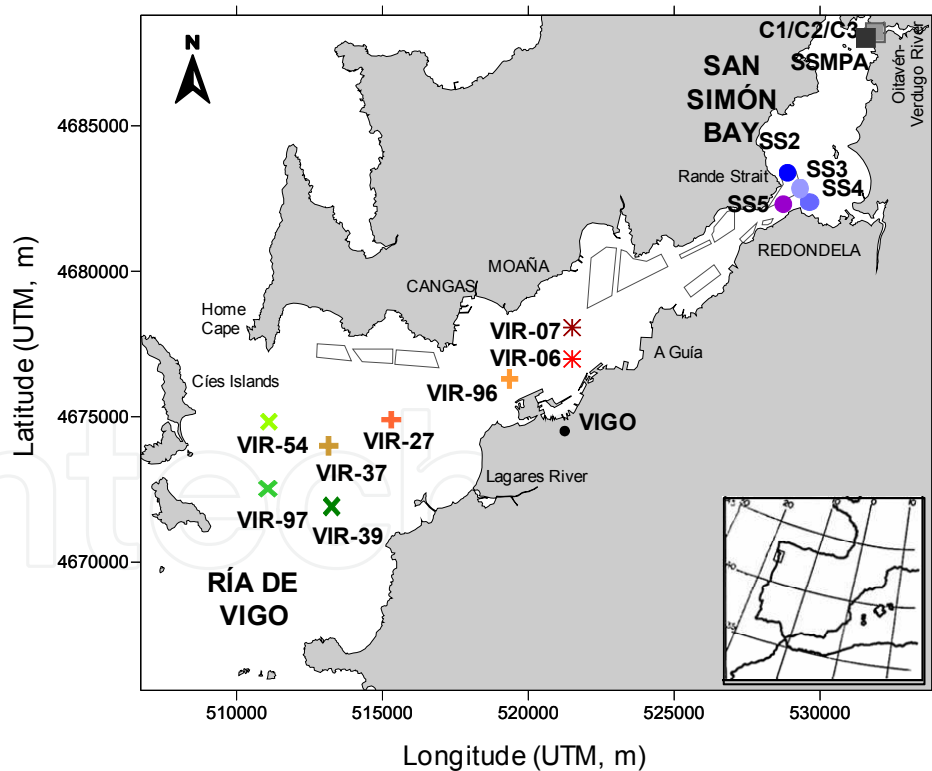 N
C1/C2/C3
SSMPA
Oitavén-
Verdugo River
SAN
SIMÓN
BAY
4685000
SS2
SS3
Rande Strait
SS4
SS5
REDONDELA
4680000
MOAÑA
CANGAS
Home
Cape
VIR-07
VIR-06
A Guía
Cíes Islands
VIR-96
4675000
VIR-54
VIR-27
VIGO
VIR-37
Lagares River
VIR-97
VIR-39
4670000
RÍA DE
VIGO
Latitude (UTM, m)
510000
515000
520000
525000
530000
Longitude (UTM, m)